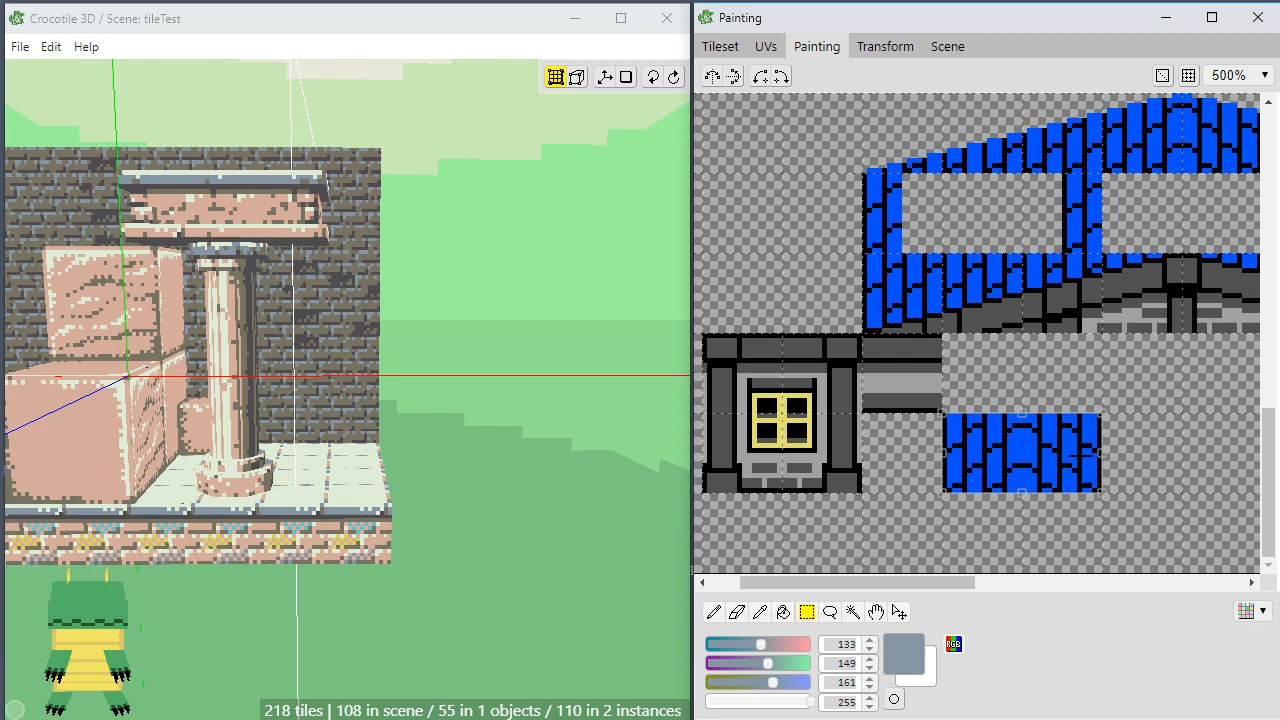 Crocotile 3D / Scene: tileTest
File Edit Help
218 tiles | 108 in scene / 55 in 1 objects / 110 in 2 instances
Painting
Tileset UVs Painting Transform Scene
500%
133
149
161
255
RGB